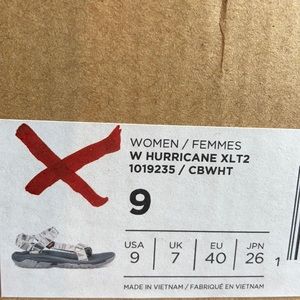 WOMEN / FEMMES
W HURRICANE XLT2
1019235 / CBWHT
9
USA UK EU JPN
9 7 40 26 1
MADE IN VIETNAM / FABRIQUÉ EN VIETNAM